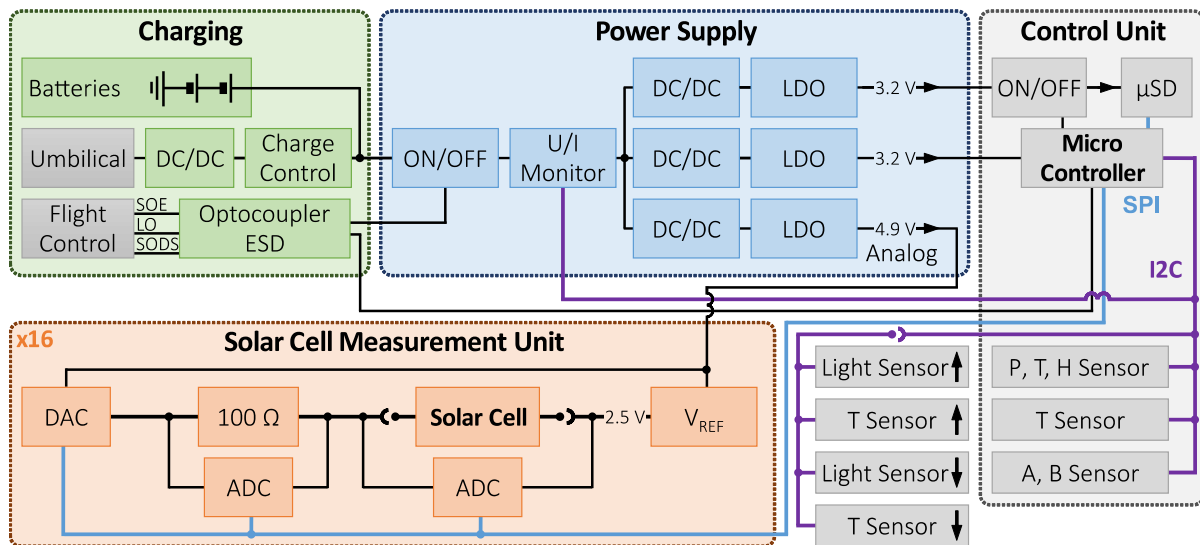 Charging
Power Supply
Control Unit
Batteries
DC/DC
LDO
3.2 V
ON/OFF
µSD
Umbilical
DC/DC
Charge
Control
ON/OFF
U/I
Monitor
DC/DC
LDO
3.2 V
Micro
Controller
Flight
Control
SOE
LO
SODS
Optocoupler
ESD
DC/DC
LDO
4.9 V
Analog
SPI
I2C
x16
Solar Cell Measurement Unit
DAC
100 Ω
Solar Cell
2.5 V
VREF
ADC
ADC
Light Sensor
T Sensor
Light Sensor
T Sensor
P, T, H Sensor
T Sensor
A, B Sensor